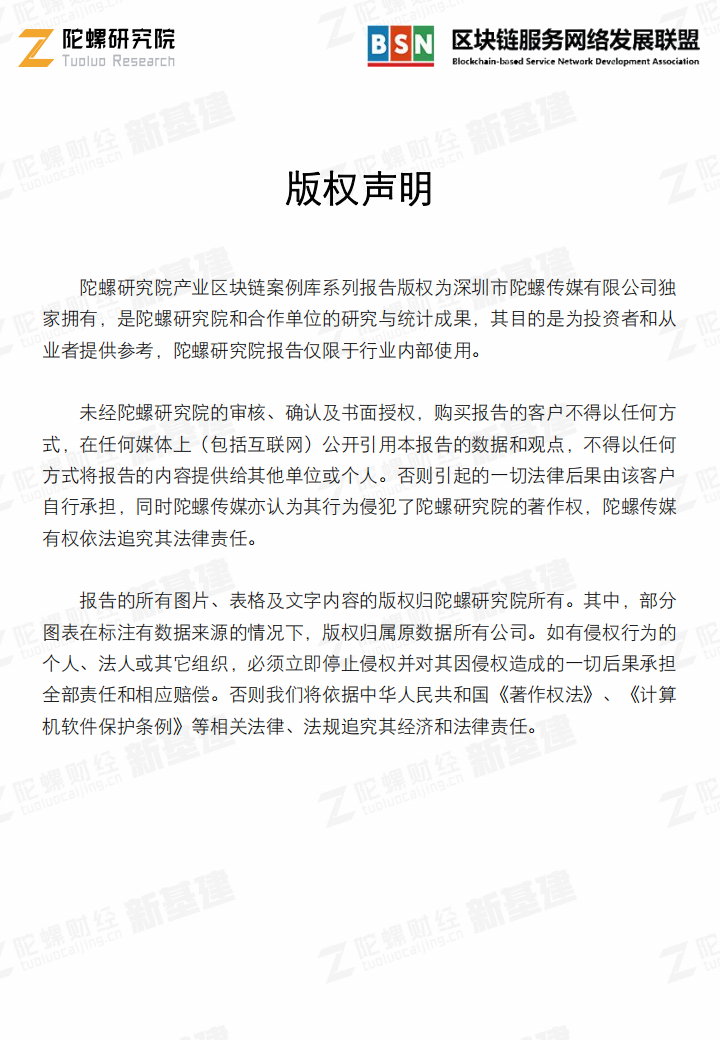 陀螺研究院
Tuoluo Research
BSN
区块链服务网络发展联盟
Blockchain-based Service Network Development Association
版权声明
陀螺研究院产业区块链案例库系列报告版权为深圳市陀螺传媒有限公司独
家拥有，是陀螺研究院和合作单位的研究与统计成果，其目的是为投资者和从
业者提供参考，陀螺研究院报告仅限于行业内部使用。
未经陀螺研究院的审核、确认及书面授权，购买报告的客户不得以任何方
式，在任何媒体上（包括互联网）公开引用本报告的数据和观点，不得以任何
方式将报告的内容提供给其他单位或个人。否则引起的一切法律后果由该客户
自行承担，同时陀螺传媒亦认为其行为侵犯了陀螺研究院的著作权，陀螺传媒
有权依法追究其法律责任。
报告的所有图片、表格及文字内容的版权归陀螺研究院所有。其中，部分
图表在标注有数据来源的情况下，版权归属原数据所有公司。如有侵权行为的
个人、法人或其它组织，必须立即停止侵权并对其因侵权造成的一切后果承担
全部责任和相应赔偿。否则我们将依据中华人民共和国《著作权法》、《计算
机软件保护条例》等相关法律、法规追究其经济和法律责任。
陀螺财经 新基建
tuoluocaijing.cn